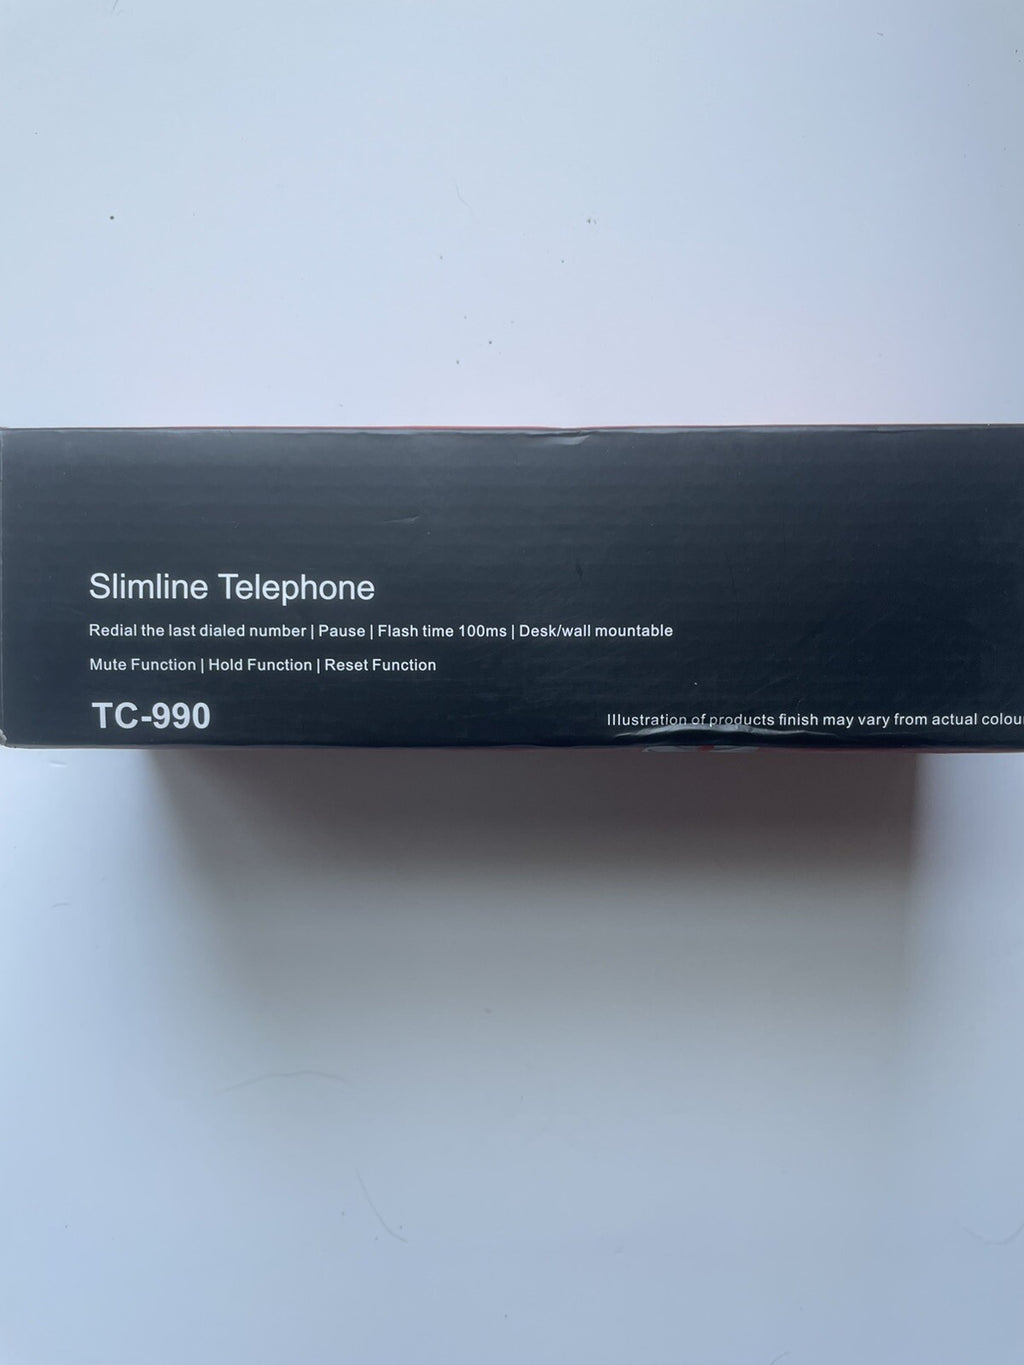 Slimline Telephone
Redial the last dialed number | Pause | Flash time 100ms | Desk/wall mountable
Mute Function | Hold Function | Reset Function
TC-990
Illustration of products finish may vary from actual colou